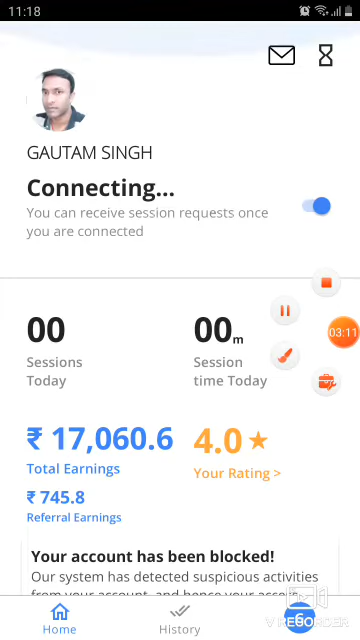 11:18
GAUTAM SINGH
Connecting...
You can receive session requests once
you are connected
03:11
00
00m
Sessions
Today
Session
time Today
₹ 17,060.6
4.0 ★
Total Earnings
Your Rating >
₹ 745.8
Referral Earnings
Your account has been blocked!
Our system has detected suspicious activities
from your account, and hence your access
6
Home
History
V RECORDER